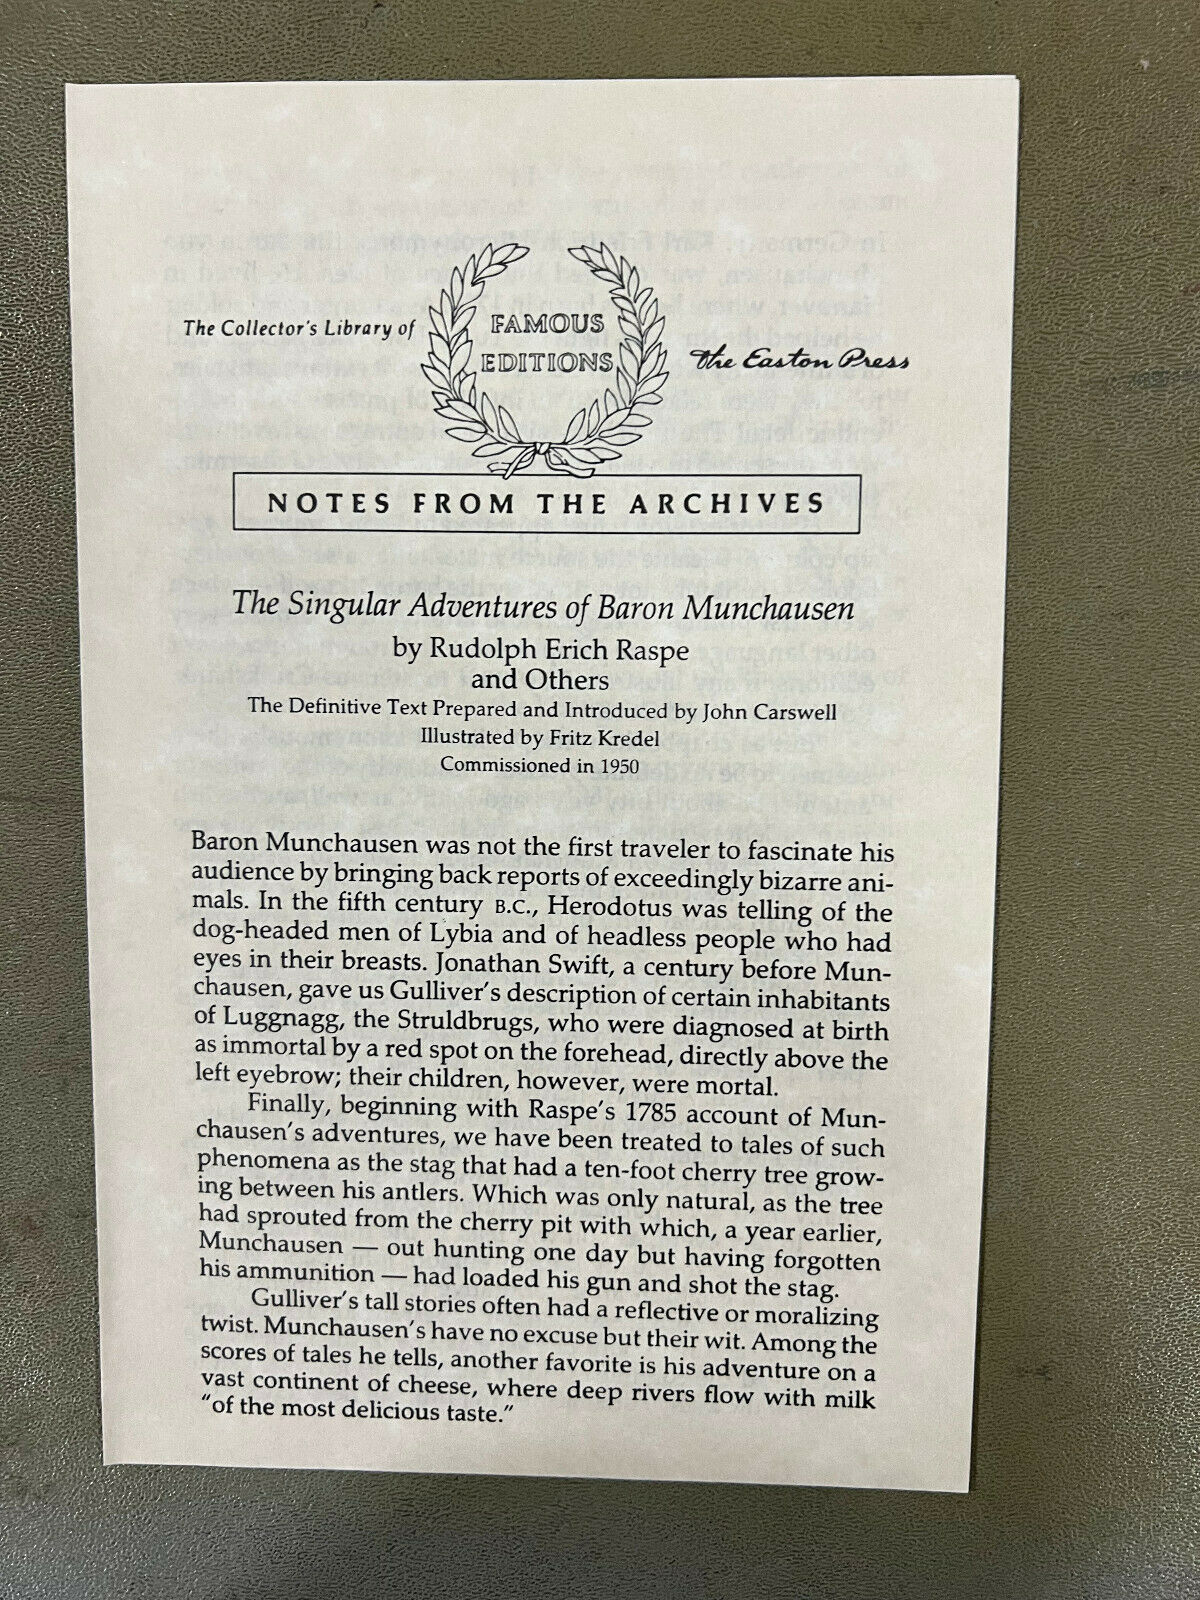 The Collector's Library of
FAMOUS
EDITIONS
the Easton Press
NOTES FROM THE ARCHIVES
The Singular Adventures of Baron Munchausen
by Rudolph Erich Raspe
and Others
The Definitive Text Prepared and Introduced by John Carswell
Illustrated by Fritz Kredel
Commissioned in 1950
Baron Munchausen was not the first traveler to fascinate his
audience by bringing back reports of exceedingly bizarre ani-
mals. In the fifth century B.C., Herodotus was telling of the
dog-headed men of Lybia and of headless people who had
eyes in their breasts. Jonathan Swift, a century before Mun-
chausen, gave us Gulliver's description of certain inhabitants
of Luggnagg, the Struldbrugs, who were diagnosed at birth
as immortal by a red spot on the forehead, directly above the
left eyebrow; their children, however, were mortal.
Finally, beginning with Raspe's 1785 account of Mun-
chausen's adventures, we have been treated to tales of such
phenomena as the stag that had a ten-foot cherry tree grow-
ing between his antlers. Which was only natural, as the tree
had sprouted from the cherry pit with which, a year earlier,
Munchausen — out hunting one day but having forgotten
his ammunition — had loaded his gun and shot the stag.
Gulliver's tall stories often had a reflective or moralizing
twist. Munchausen's have no excuse but their wit. Among the
scores of tales he tells, another favorite is his adventure on a
vast continent of cheese, where deep rivers flow with milk
"of the most delicious taste."